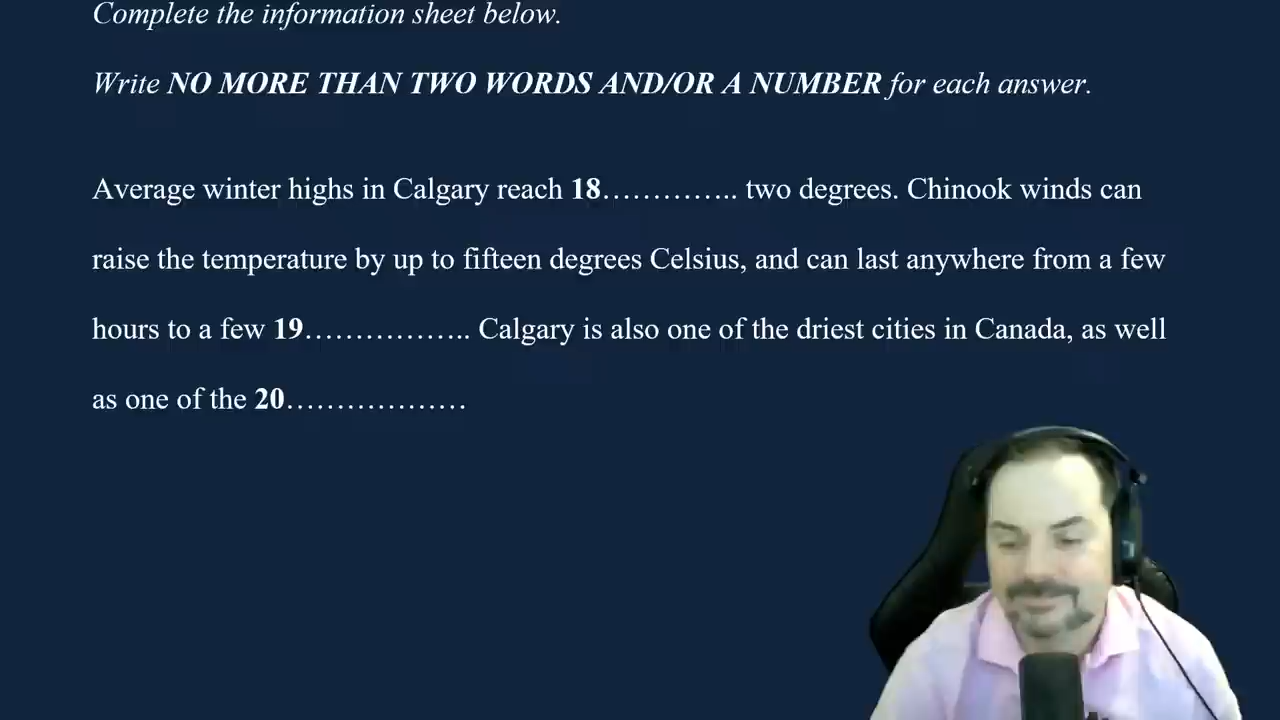 Complete the information sheet below.
Write NO MORE THAN TWO WORDS AND/OR A NUMBER for each answer.
Average winter highs in Calgary reach 18………….. two degrees. Chinook winds can
raise the temperature by up to fifteen degrees Celsius, and can last anywhere from a few
hours to a few 19…………….. Calgary is also one of the driest cities in Canada, as well
as one of the 20………………